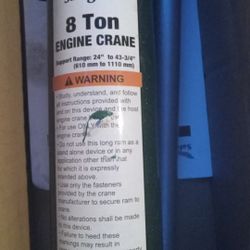 8 Ton
ENGINE CRANE
Support Range: 24" to 43-3/4"
(610 mm to 1110 mm)
WARNING
• Study, understand, and follow
all instructions provided with
and on this device and the host
engine crane
• For use ONLY with the
engine crane.
• Do not use this long ram as a
stand alone device or in any
application other than that
for which it is expressly
intended.
• Use only the fasteners
provided by the crane
manufacturer to secure ram to
crane.
• No alterations shall be made
to this device.
• Failure to heed these
markings may result in